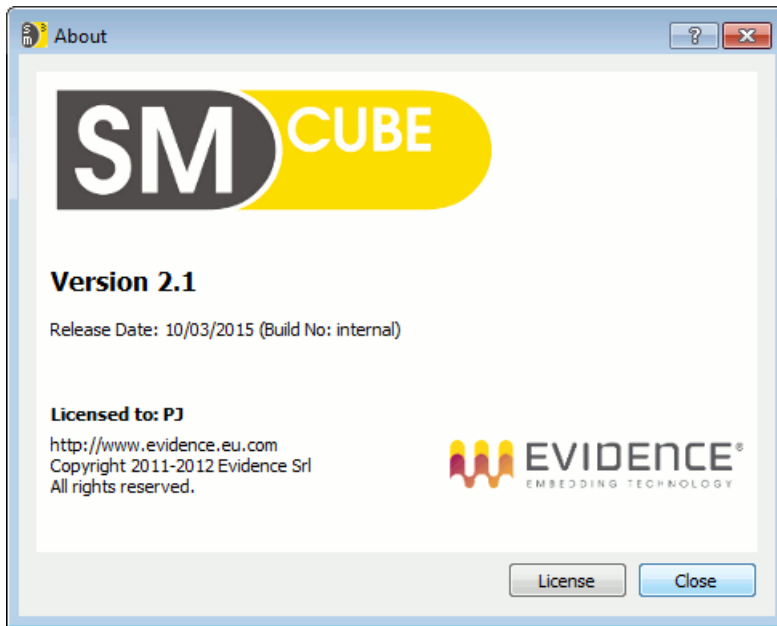 About
SM CUBE
Version 2.1
Release Date: 10/03/2015 (Build No: internal)
Licensed to: PJ
http://www.evidence.eu.com
Copyright 2011-2012 Evidence Srl
All rights reserved.
EVIDENCE®
EMBEDDING TECHNOLOGY
License
Close